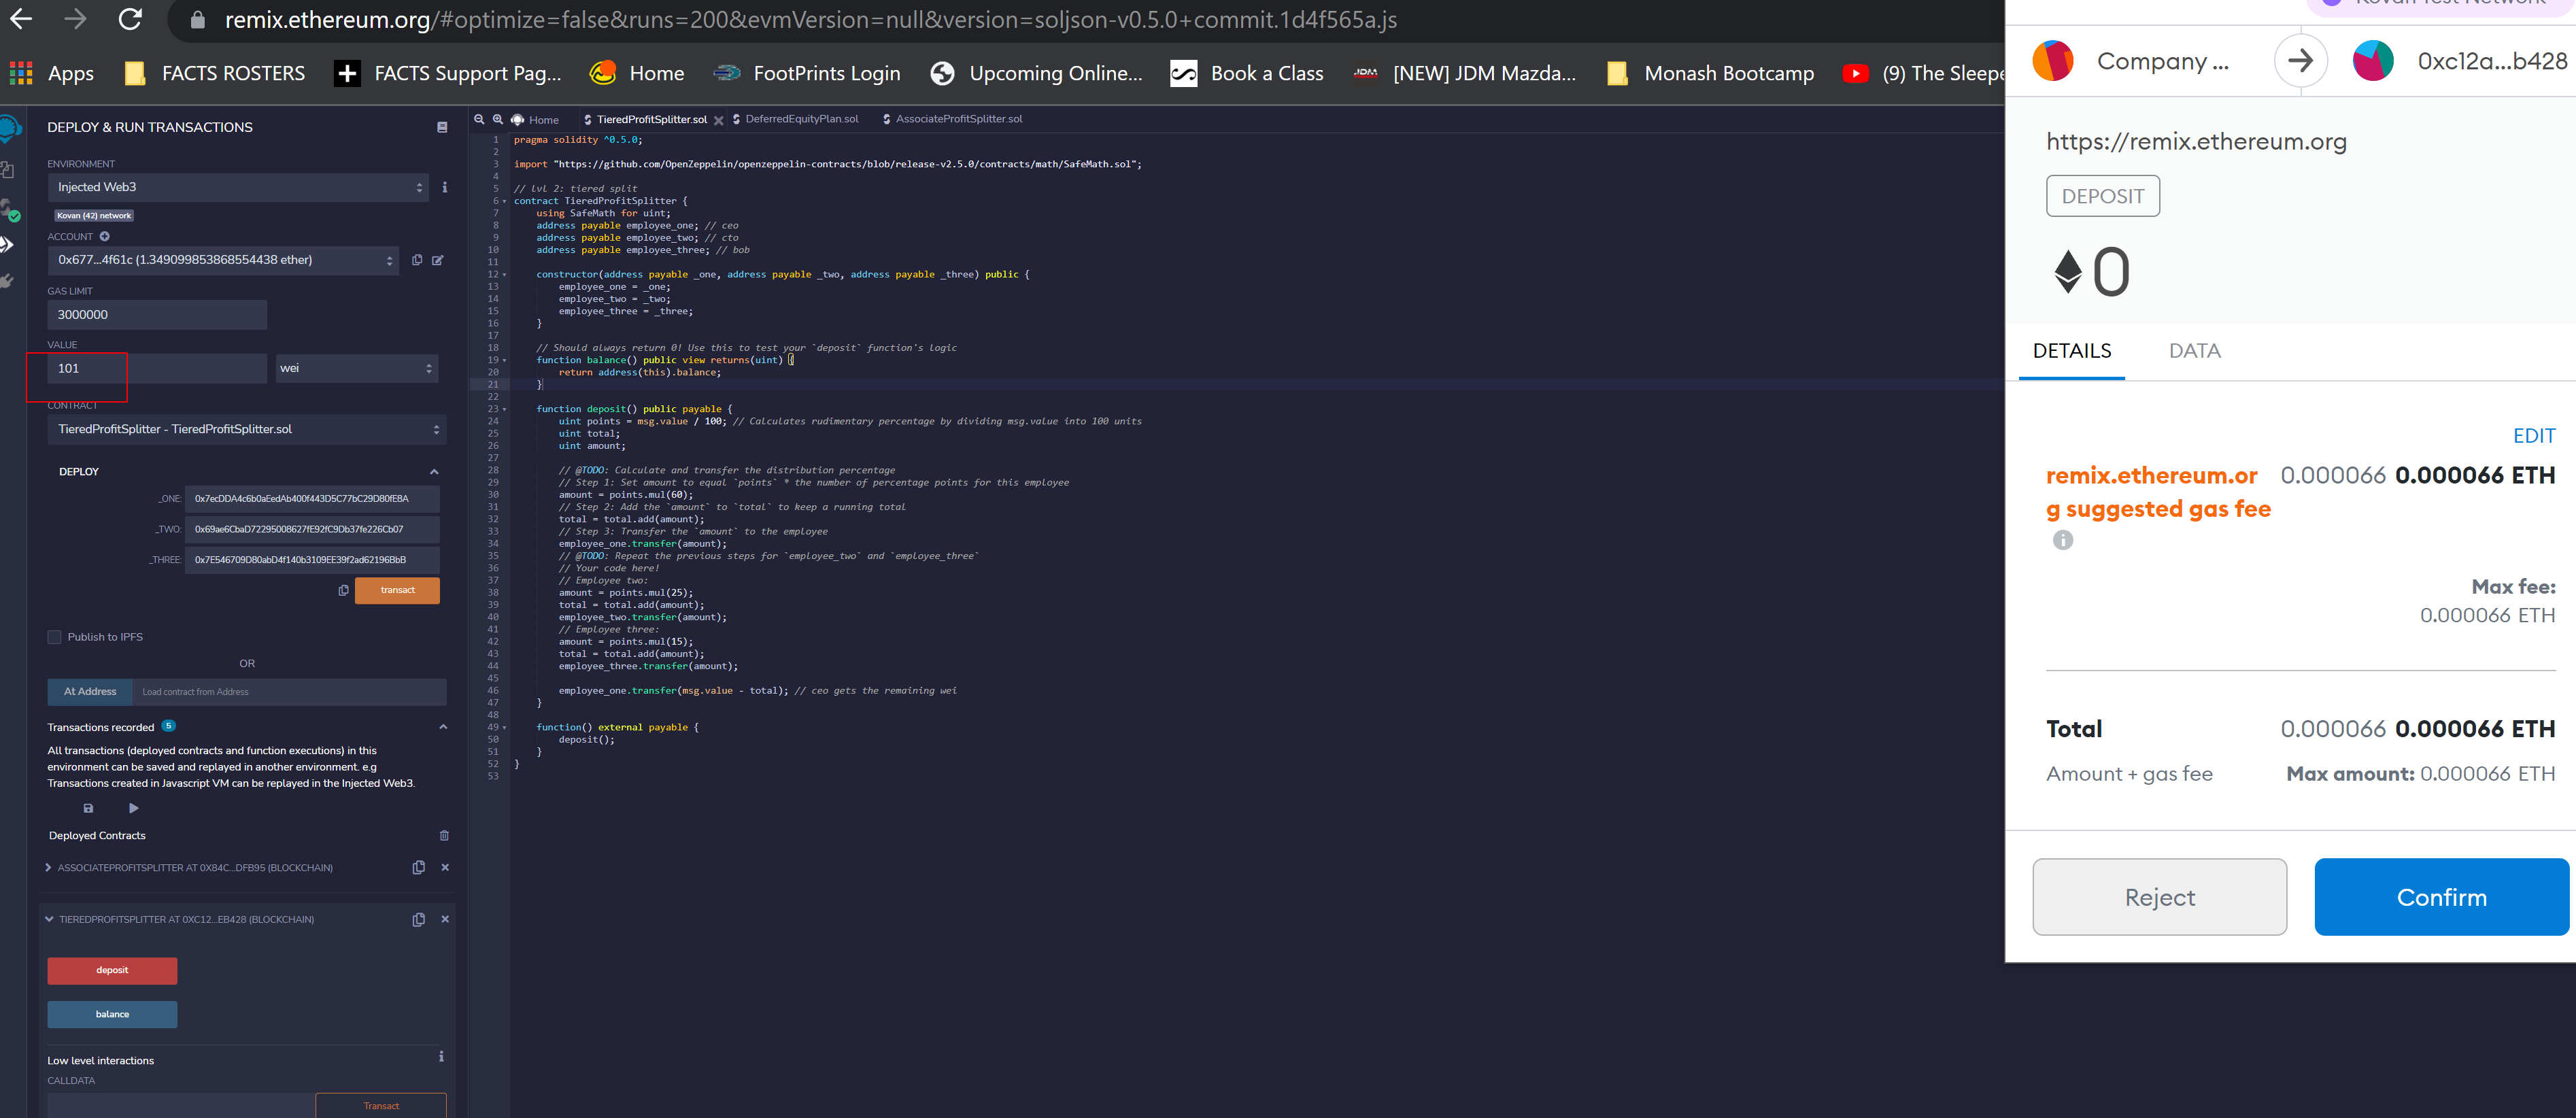 remix.ethereum.org/#optimize=false&runs=200&evmVersion=null&version=soljson-v0.5.0+commit.1d4f565a.js
Apps FACTS ROSTERS FACTS Support Pag... Home FootPrints Login Upcoming Online... Book a Class JDM [NEW] JDM Mazda... Monash Bootcamp (9) The Sleepe
DEPLOY & RUN TRANSACTIONS
ENVIRONMENT
Injected Web3
Kovan (42) network
ACCOUNT
0x677...4f61c (1.349099853868554438 ether)
GAS LIMIT
3000000
VALUE
101 wei
CONTRACT
TieredProfitSplitter - TieredProfitSplitter.sol
DEPLOY
_ONE: 0x7ecDDA4c6b0aEedAb400f443D5C77bC29D80fE8A
_TWO: 0x69ae6CbaD72295008627fE92fC9Db37fe226Cb07
_THREE: 0x7E546709D80abD4f140b3109EE39f2ad62196BbB
transact
Publish to IPFS
OR
At Address Load contract from Address
Transactions recorded 5
All transactions (deployed contracts and function executions) in this
environment can be saved and replayed in another environment. e.g
Transactions created in Javascript VM can be replayed in the Injected Web3.
Deployed Contracts
ASSOCIATEPROFITSPLITTER AT 0X84C...DFB95 (BLOCKCHAIN)
TIEREDPROFITSPLITTER AT 0XC12...EB428 (BLOCKCHAIN)
deposit
balance
Low level interactions
CALLDATA
Transact
Home TieredProfitSplitter.sol DeferredEquityPlan.sol AssociateProfitSplitter.sol
1 pragma solidity ^0.5.0;
2
3 import "https://github.com/OpenZeppelin/openzeppelin-contracts/blob/release-v2.5.0/contracts/math/SafeMath.sol";
4
5 // lvl 2: tiered split
6 contract TieredProfitSplitter {
7 using SafeMath for uint;
8 address payable employee_one; // ceo
9 address payable employee_two; // cto
10 address payable employee_three; // bob
11
12 constructor(address payable _one, address payable _two, address payable _three) public {
13 employee_one = _one;
14 employee_two = _two;
15 employee_three = _three;
16 }
17
18 // Should always return 0! Use this to test your `deposit` function's logic
19 function balance() public view returns(uint) {
20 return address(this).balance;
21 }
22
23 function deposit() public payable {
24 uint points = msg.value / 100; // Calculates rudimentary percentage by dividing msg.value into 100 units
25 uint total;
26 uint amount;
27
28 // @TODO: Calculate and transfer the distribution percentage
29 // Step 1: Set amount to equal `points` * the number of percentage points for this employee
30 amount = points.mul(60);
31 // Step 2: Add the `amount` to `total` to keep a running total
32 total = total.add(amount);
33 // Step 3: Transfer the `amount` to the employee
34 employee_one.transfer(amount);
35 // @TODO: Repeat the previous steps for `employee_two` and `employee_three`
36 // Your code here!
37 // Employee two:
38 amount = points.mul(25);
39 total = total.add(amount);
40 employee_two.transfer(amount);
41 // Employee three:
42 amount = points.mul(15);
43 total = total.add(amount);
44 employee_three.transfer(amount);
45
46 employee_one.transfer(msg.value - total); // ceo gets the remaining wei
47 }
48
49 function() external payable {
50 deposit();
51 }
52 }
53
Kovan Test Network
Company ... 0xc12a...b428
https://remix.ethereum.org
DEPOSIT
0
DETAILS DATA
EDIT
remix.ethereum.or 0.000066 0.000066 ETH
g suggested gas fee
Max fee:
0.000066 ETH
Total 0.000066 0.000066 ETH
Amount + gas fee Max amount: 0.000066 ETH
Reject Confirm